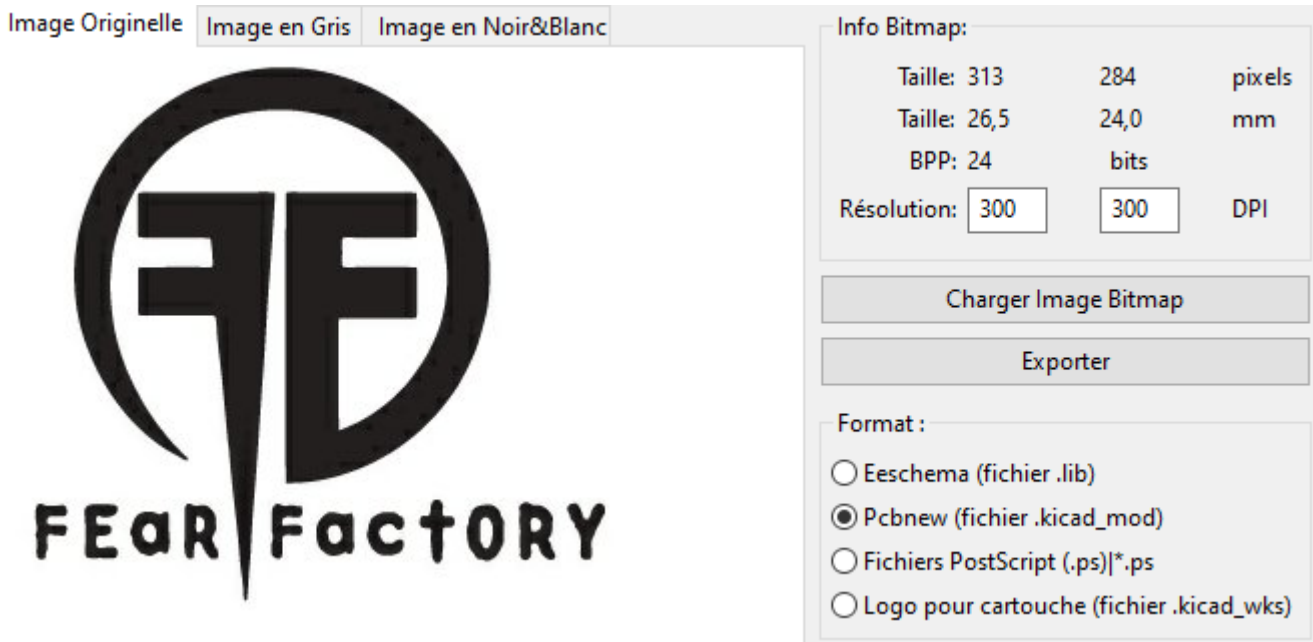 Image Originelle Image en Gris Image en Noir&Blanc
FEaR FactORY
Info Bitmap:
Taille: 313 284 pixels
Taille: 26,5 24,0 mm
BPP: 24 bits
Résolution: 300 300 DPI
Charger Image Bitmap
Exporter
Format :
Eeschema (fichier .lib)
Pcbnew (fichier .kicad_mod)
Fichiers PostScript (.ps)|*.ps
Logo pour cartouche (fichier .kicad_wks)